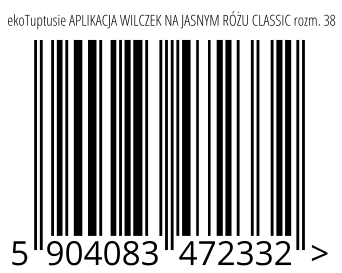 ekoTuptusie APLIKACJA WILCZEK NA JASNYM RÓŻU CLASSIC rozm. 38
5 904083 472332 >